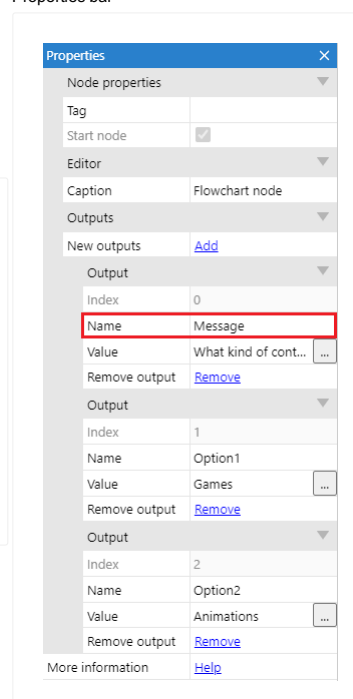 Properties bar
Properties
Node properties
Tag
Start node
Editor
Caption Flowchart node
Outputs
New outputs Add
Output
Index 0
Name Message
Value What kind of cont... ...
Remove output Remove
Output
Index 1
Name Option1
Value Games ...
Remove output Remove
Output
Index 2
Name Option2
Value Animations ...
Remove output Remove
More information Help